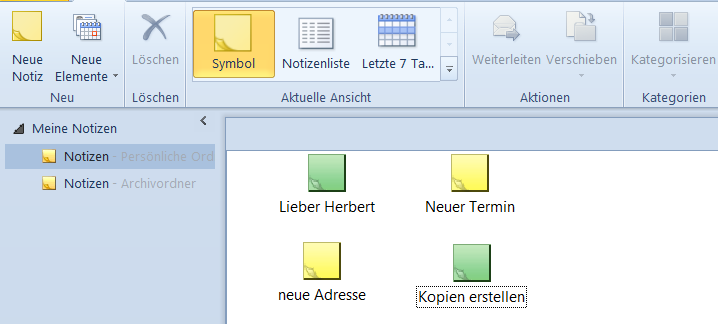 Neue
Notiz
Neue
Elemente
Löschen
Symbol
Notizenliste
Letzte 7 Ta...
Weiterleiten
Verschieben
Kategorisieren
Neu
Löschen
Aktuelle Ansicht
Aktionen
Kategorien
Meine Notizen
Notizen - Persönliche Ord
Notizen - Archivordner
Lieber Herbert
Neuer Termin
neue Adresse
Kopien erstellen